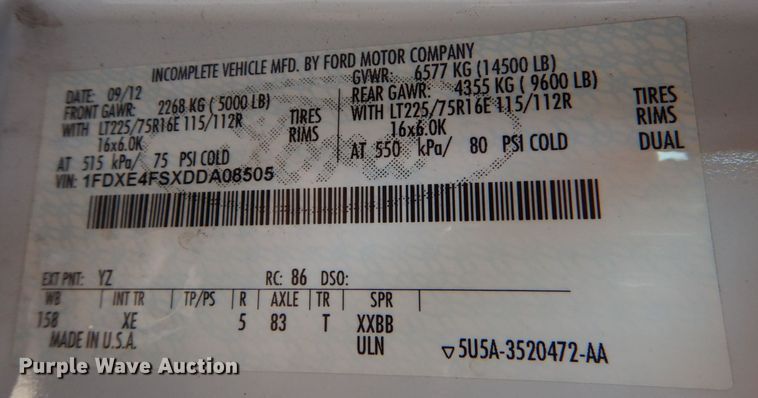 INCOMPLETE VEHICLE MFD. BY FORD MOTOR COMPANY
DATE: 09/12 GVWR: 6577 KG (14500 LB)
FRONT GAWR: 2268 KG (5000 LB) REAR GAWR: 4355 KG (9600 LB)
WITH LT225/75R16E 115/112R TIRES WITH LT225/75R16E 115/112R TIRES
16x6.0K RIMS 16x6.0K RIMS
AT 515 kPa/ 75 PSI COLD AT 550 kPa/ 80 PSI COLD DUAL
VIN: 1FDXE4FSXDDA08505
EXT PNT: YZ RC: 86 DSO:
WB INT TR TP/PS R AXLE TR SPR
158 XE 5 83 T XXBB
MADE IN U.S.A. ULN ▽5U5A-3520472-AA
Purple Wave Auction